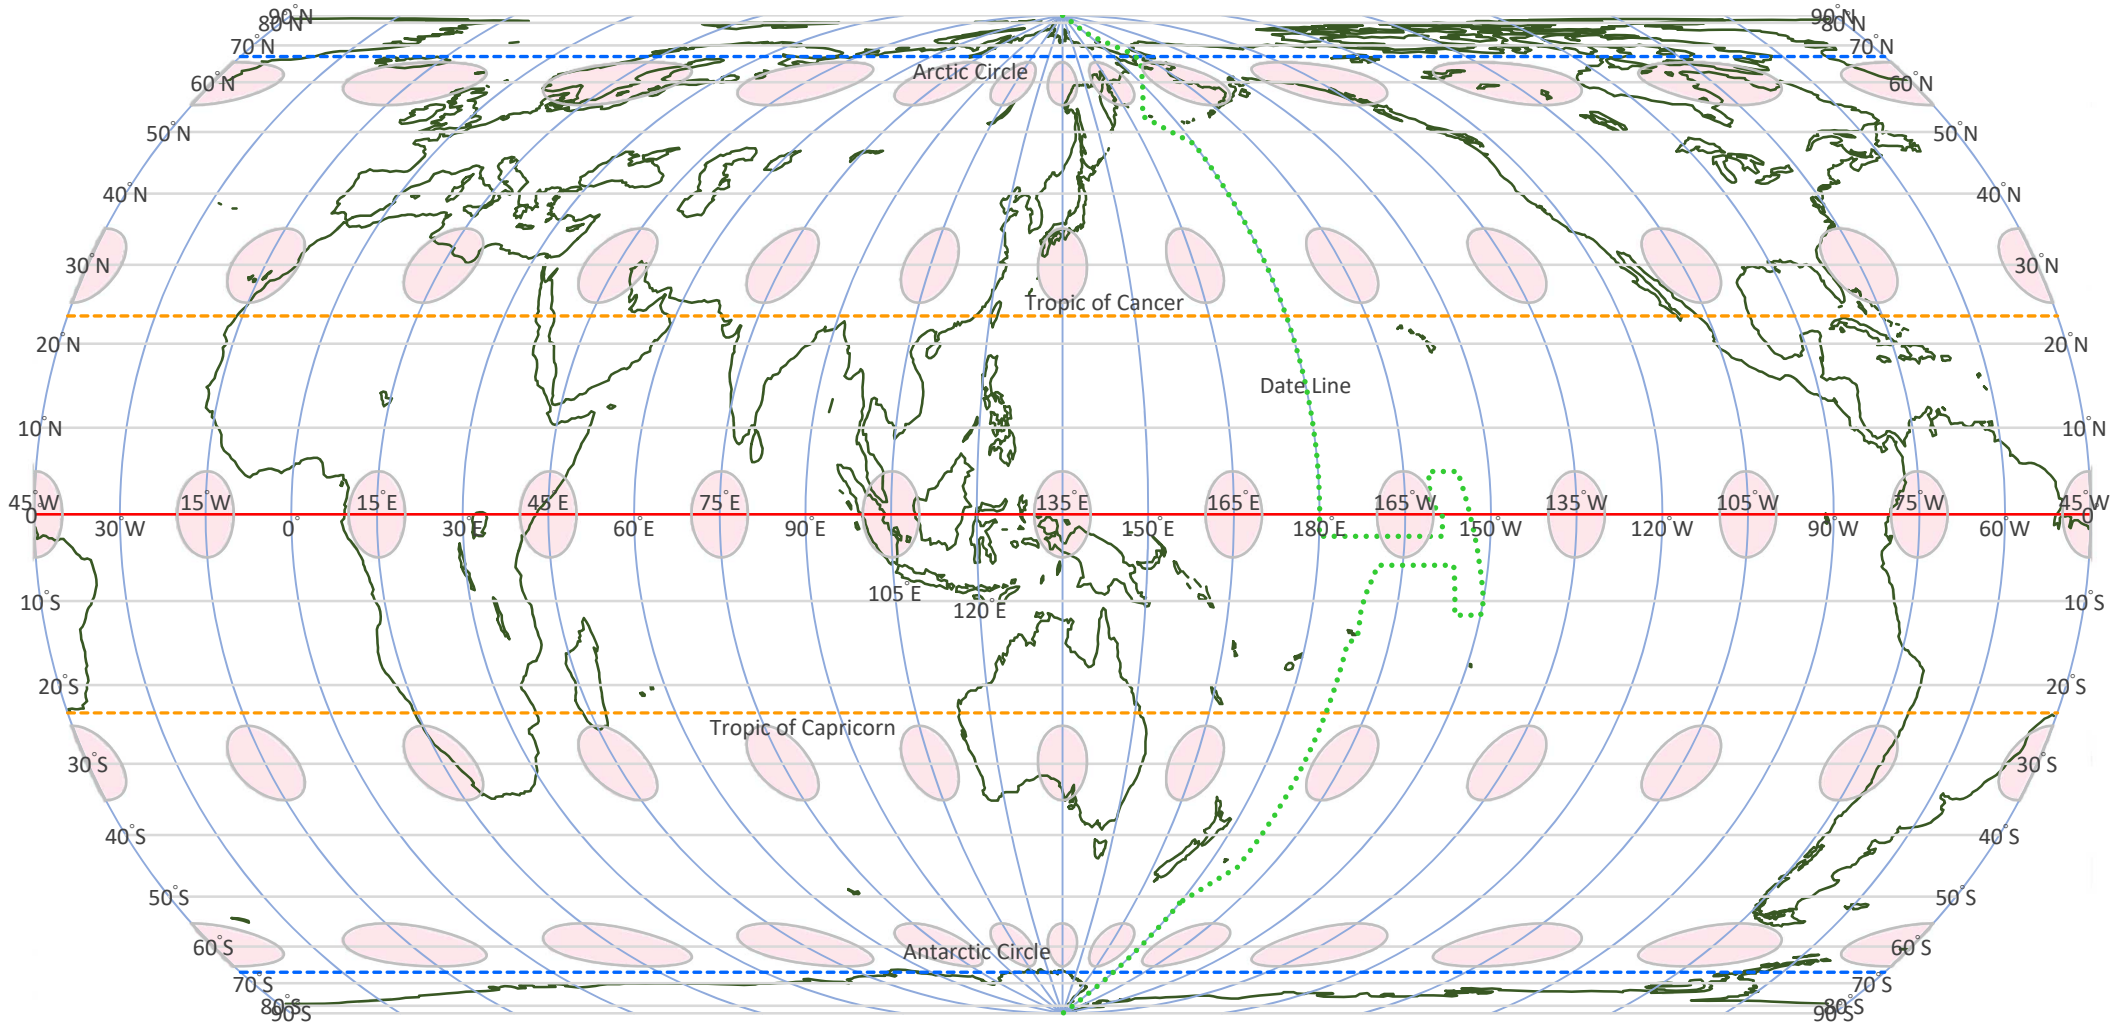 90°N 90°N
80°N 80°N
70°N 70°N
Arctic Circle
60°N 60°N
50°N 50°N
40°N 40°N
30°N 30°N
Tropic of Cancer
20°N 20°N
Date Line
10°N 10°N
45°W 15°W 15°E 45°E 75°E 105°E 135°E 165°E 165°W 135°W 105°W 75°W 45°W
0° 0°
30°W 0° 30°E 60°E 90°E 120°E 150°E 180° 150°W 120°W 90°W 60°W
10°S 10°S
20°S 20°S
Tropic of Capricorn
30°S 30°S
40°S 40°S
50°S 50°S
60°S 60°S
Antarctic Circle
70°S 70°S
80°S 80°S
90°S 90°S